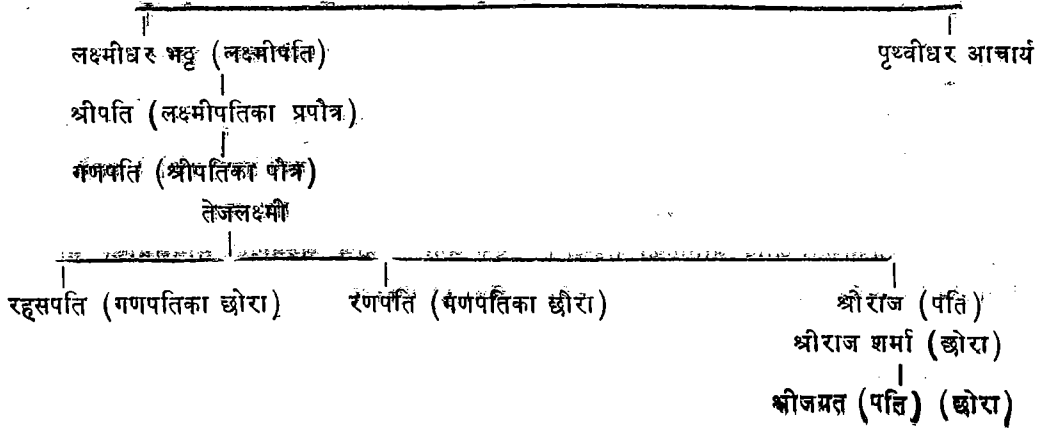 लक्ष्मीधर भट्ट (लक्ष्मीपति) पृथ्वीधर आचार्य
श्रीपति (लक्ष्मीपतिका प्रपौत्र)
गणपति (श्रीपतिका पौत्र)
तेजलक्ष्मी
रहसपति (गणपतिका छोरा) रणपति (गणपतिका छोरा) श्रीराज (पति)
श्रीराज शर्मा (छोरा)
(पति) (छोरा)